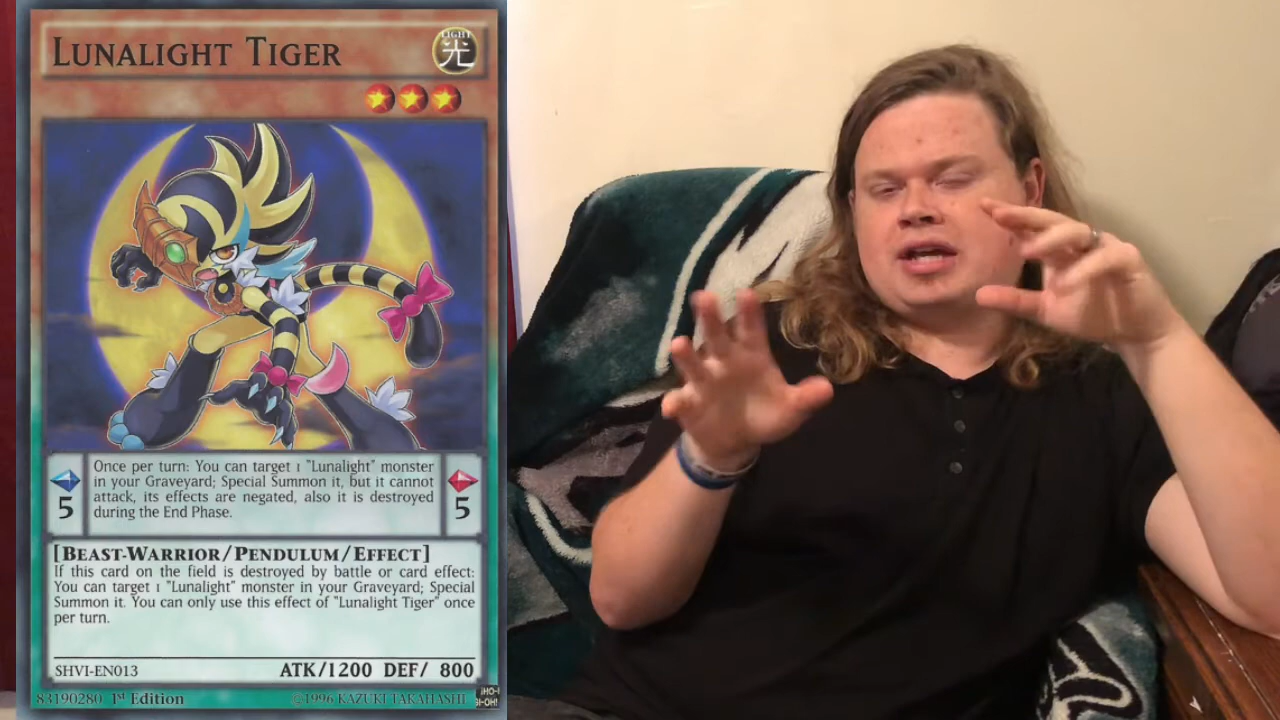 LUNALIGHT TIGER
LIGHT
光
5
Once per turn: You can target 1 "Lunalight" monster
in your Graveyard; Special Summon it, but it cannot
attack, its effects are negated, also it is destroyed
during the End Phase.
5
[BEAST-WARRIOR/PENDULUM/EFFECT]
If this card on the field is destroyed by battle or card effect:
You can target 1 "Lunalight" monster in your Graveyard; Special
Summon it. You can only use this effect of "Lunalight Tiger" once
per turn.
SHVI-EN013
ATK/1200 DEF/ 800
83190280 1st Edition
©1996 KAZUKI TAKAHASHI